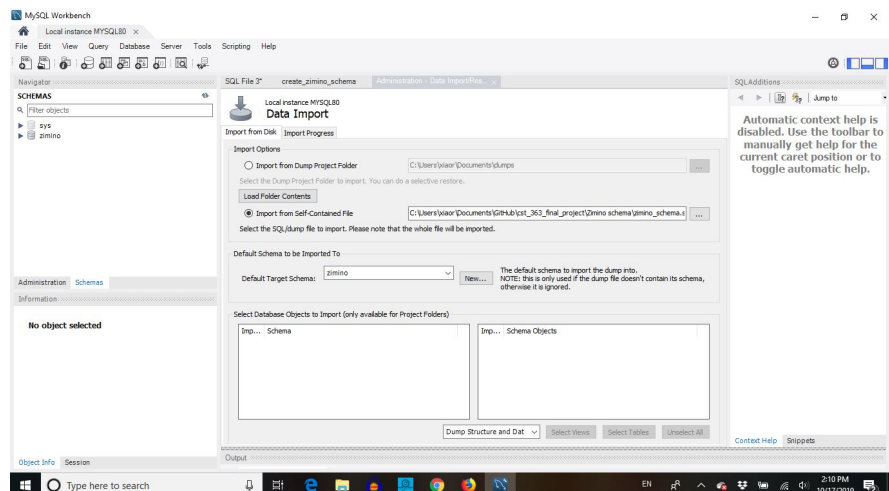 MySQL Workbench
Local instance MYSQL80 ×
File Edit View Query Database Server Tools Scripting Help
Navigator
SCHEMAS
Filter objects
sys
zimino
Administration Schemas
Information
No object selected
Object Info Session
SQL File 3* create_zimino_schema Administration - Data Import/Res... ×
Local instance MYSQL80
Data Import
Import from Disk Import Progress
Import Options
Import from Dump Project Folder C:\Users\xiaor\Documents\dumps ...
Select the Dump Project Folder to import. You can do a selective restore.
Load Folder Contents
Import from Self-Contained File C:\Users\xiaor\Documents\GitHub\cst_363_final_project\Zimino schema\zimino_schema.s ...
Select the SQL/dump file to import. Please note that the whole file will be imported.
Default Schema to be Imported To
Default Target Schema: zimino New... The default schema to import the dump into.
NOTE: this is only used if the dump file doesn't contain its schema,
otherwise it is ignored.
Select Database Objects to Import (only available for Project Folders)
Imp... Schema
Imp... Schema Objects
Dump Structure and Dat Select Views Select Tables Unselect All
Output
SQLAdditions
Jump to
Automatic context help is
disabled. Use the toolbar to
manually get help for the
current caret position or to
toggle automatic help.
Context Help Snippets
Type here to search
EN
2:10 PM
10/17/2019